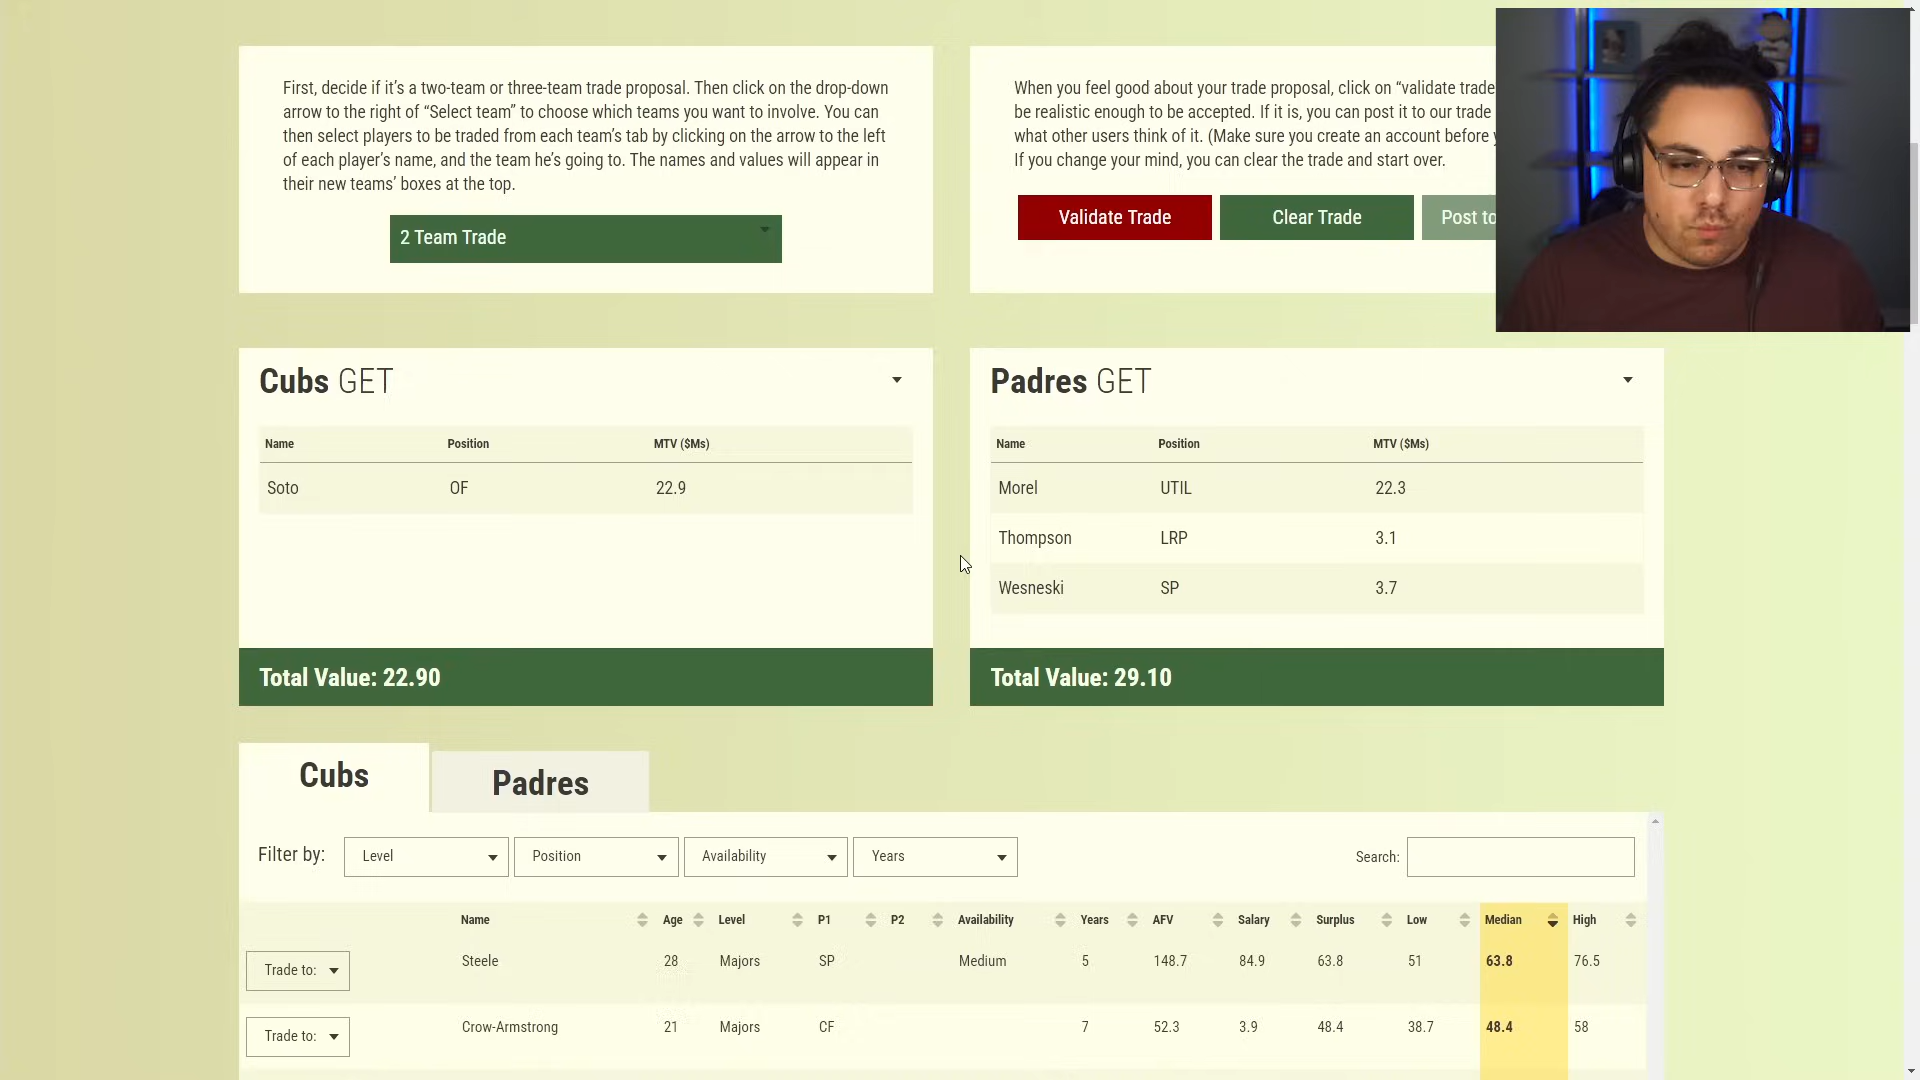 First, decide if it's a two-team or three-team trade proposal. Then click on the drop-down
arrow to the right of “Select team” to choose which teams you want to involve. You can
then select players to be traded from each team's tab by clicking on the arrow to the left
of each player's name, and the team he's going to. The names and values will appear in
their new teams' boxes at the top.
2 Team Trade
When you feel good about your trade proposal, click on “validate trade
be realistic enough to be accepted. If it is, you can post it to our trade
what other users think of it. (Make sure you create an account before
If you change your mind, you can clear the trade and start over.
Validate Trade Clear Trade Post to
Cubs GET
Name Position MTV ($Ms)
Soto OF 22.9
Total Value: 22.90
Padres GET
Name Position MTV ($Ms)
Morel UTIL 22.3
Thompson LRP 3.1
Wesneski SP 3.7
Total Value: 29.10
Cubs Padres
Filter by: Level Position Availability Years Search:
Name Age Level P1 P2 Availability Years AFV Salary Surplus Low Median High
Trade to: Steele 28 Majors SP Medium 5 148.7 84.9 63.8 51 63.8 76.5
Trade to: Crow-Armstrong 21 Majors CF 7 52.3 3.9 48.4 38.7 48.4 58